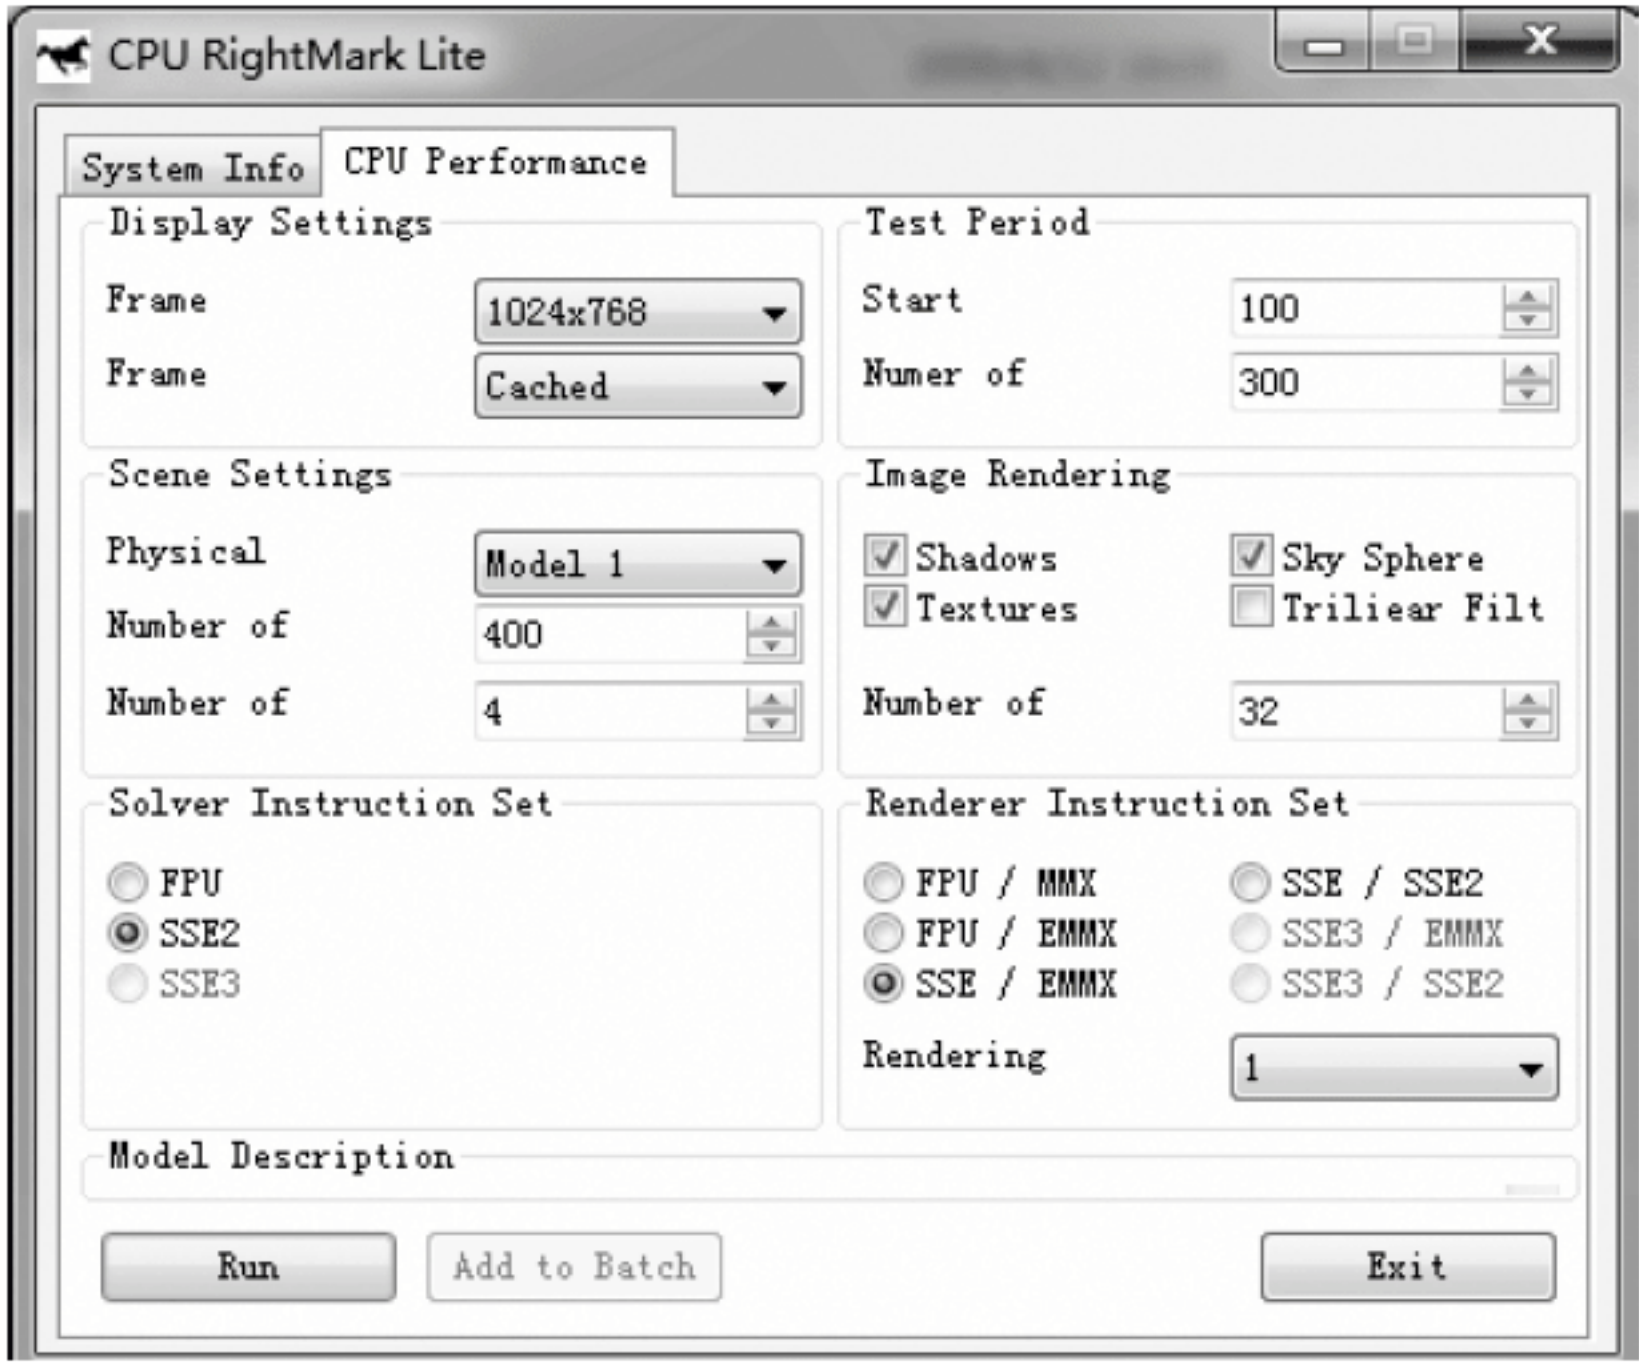 CPU RightMark Lite
System Info
CPU Performance
Display Settings
Frame
1024x768
Frame
Cached
Test Period
Start
100
Numer of
300
Scene Settings
Physical
Model 1
Number of
400
Number of
4
Image Rendering
Shadows
Sky Sphere
Textures
Triliear Filt
Number of
32
Solver Instruction Set
FPU
SSE2
SSE3
Renderer Instruction Set
FPU / MMX
SSE / SSE2
FPU / EMMX
SSE3 / EMMX
SSE / EMMX
SSE3 / SSE2
Rendering
1
Model Description
Run
Add to Batch
Exit